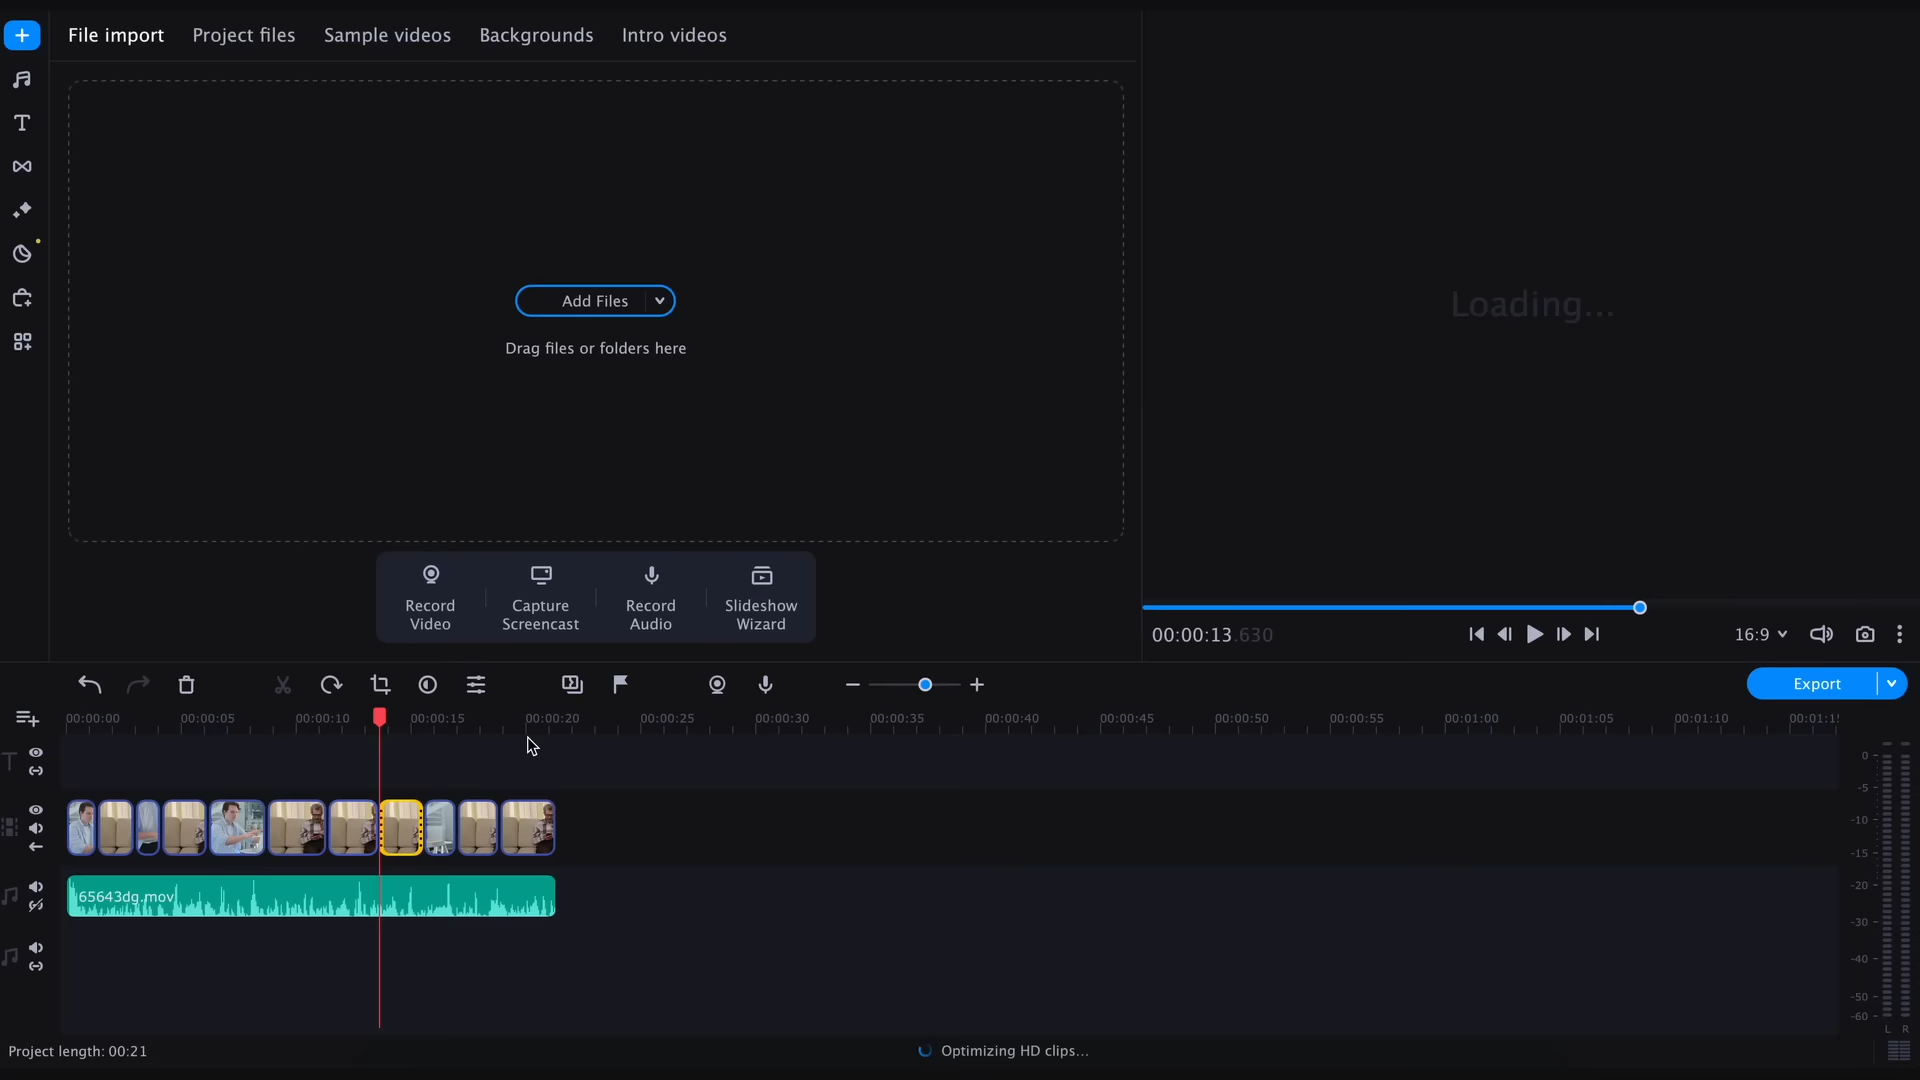 File import Project files Sample videos Backgrounds Intro videos
Add Files
Drag files or folders here
Loading...
Record
Video
Capture
Screencast
Record
Audio
Slideshow
Wizard
00:00:13.630
16:9
Export
00:00:00 00:00:05 00:00:10 00:00:15 00:00:20 00:00:25 00:00:30 00:00:35 00:00:40 00:00:45 00:00:50 00:00:55 00:01:00 00:01:05 00:01:10 00:01:1
T
65643dg.mov
0
-5
-10
-15
-20
-30
-40
-50
-60
L R
Project length: 00:21
Optimizing HD clips...